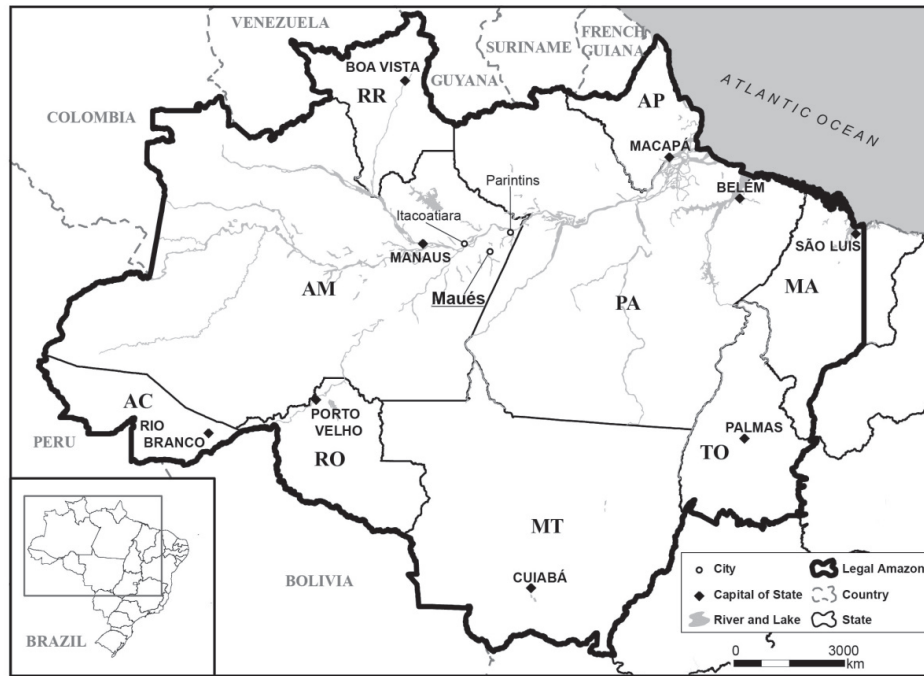 VENEZUELA
FRENCH
GUIANA
SURINAME
BOA VISTA
GUYANA
RR
COLOMBIA
AP
ATLANTIC OCEAN
MACAPÁ
Parintins
BELÉM
Itacoatiara
MANAUS
SÃO LUIS
Maués
AM
PA
MA
AC
RIO
BRANCO
PORTO
VELHO
PERU
RO
PALMAS
TO
MT
BOLIVIA
CUIABÁ
BRAZIL
City
Legal Amazon
Capital of State
Country
River and Lake
State
0 3000
km